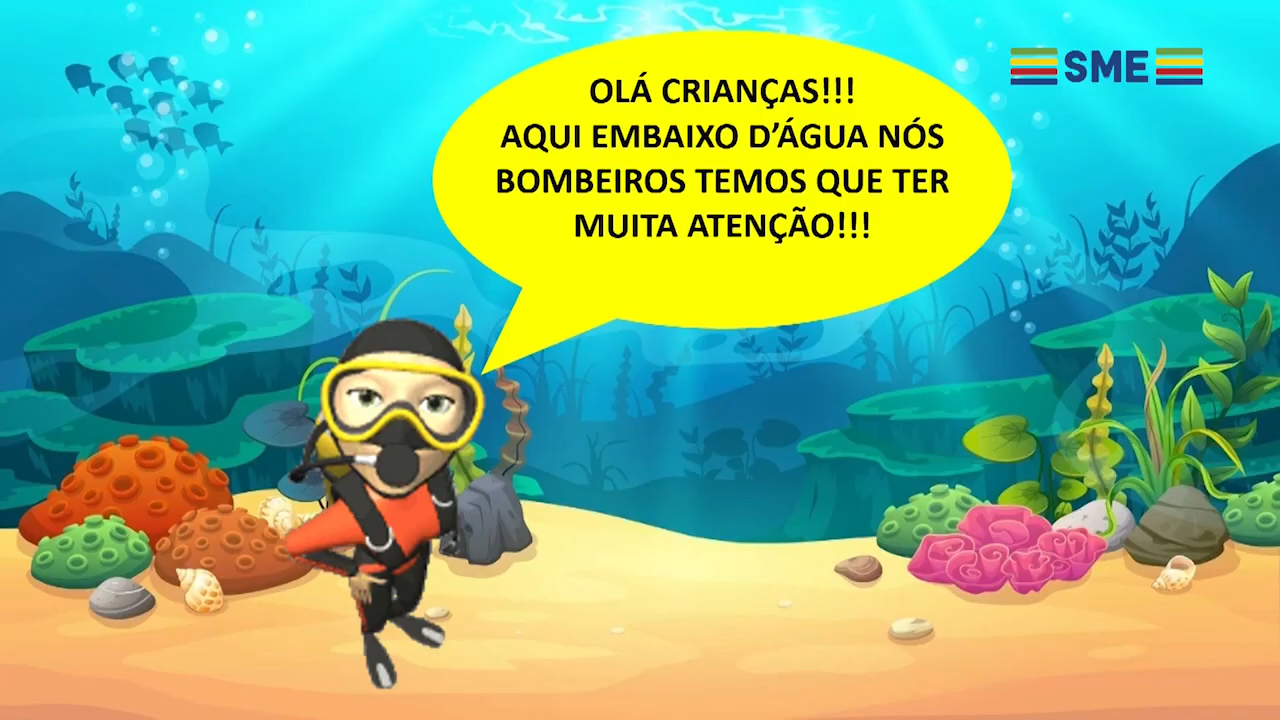 SME
OLÁ CRIANÇAS!!!
AQUI EMBAIXO D’ÁGUA NÓS
BOMBEIROS TEMOS QUE TER
MUITA ATENÇÃO!!!